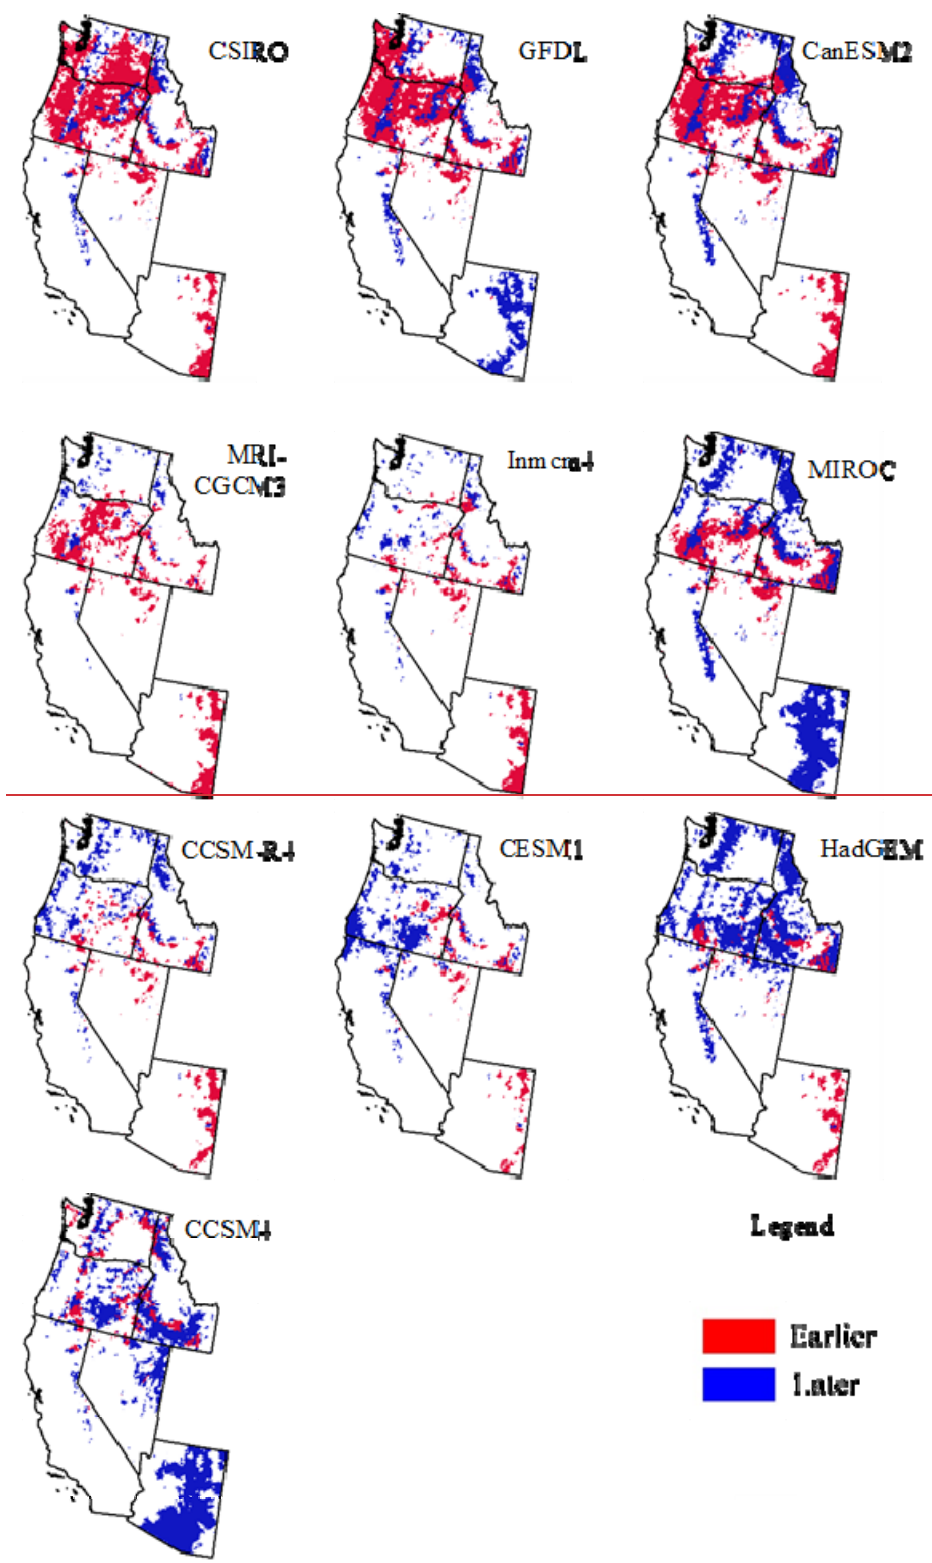 CSIRO
GFDL
CanESM2
MRI-
CGCM3
Inmcm4
MIROC
CCSM-R4
CESM1
HadGEM
CCSM4
Legend
Earlier
Later